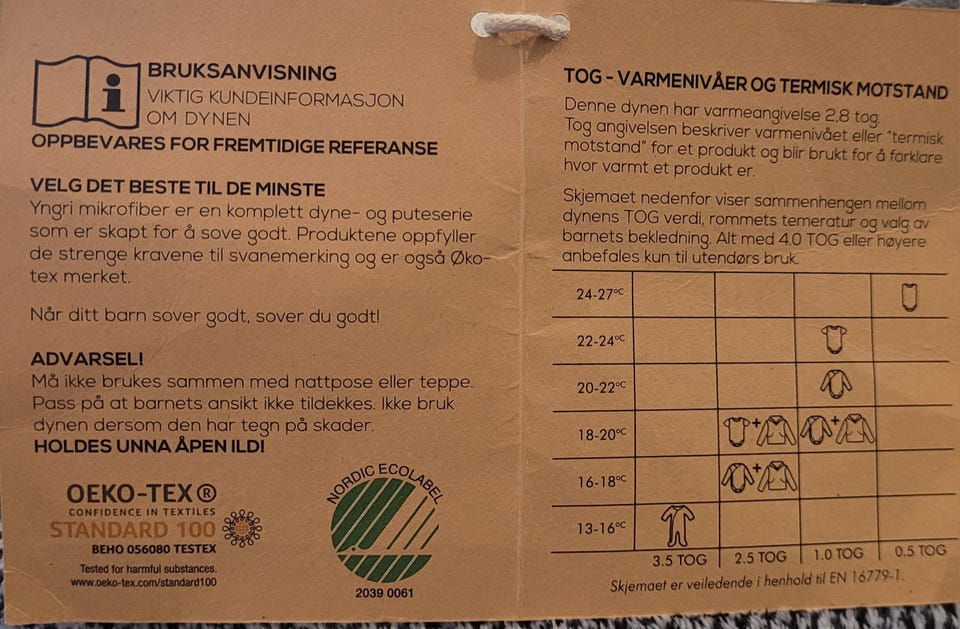 BRUKSANVISNING
VIKTIG KUNDEINFORMASJON
OM DYNEN
OPPBEVARES FOR FREMTIDIGE REFERANSE
VELG DET BESTE TIL DE MINSTE
Yngri mikrofiber er en komplett dyne- og puteserie
som er skapt for å sove godt. Produktene oppfyller
de strenge kravene til svanemerking og er også Øko-
tex merket.
Når ditt barn sover godt, sover du godt!
ADVARSEL!
Må ikke brukes sammen med nattpose eller teppe.
Pass på at barnets ansikt ikke tildekkes. Ikke bruk
dynen dersom den har tegn på skader.
HOLDES UNNA ÅPEN ILD!
OEKO-TEX®
CONFIDENCE IN TEXTILES
STANDARD 100
BEHO 056080 TESTEX
Tested for harmful substances.
www.oeko-tex.com/standard100
NORDIC ECOLABEL
2039 0061
TOG - VARMENIVÅER OG TERMISK MOTSTAND
Denne dynen har varmeangivelse 2,8 tog.
Tog angivelsen beskriver varmenivået eller "termisk
motstand" for et produkt og blir brukt for å forklare
hvor varmt et produkt er.
Skjemaet nedenfor viser sammenhengen mellom
dynens TOG verdi, rommets temeratur og valg av
barnets bekledning. Alt med 4.0 TOG eller høyere
anbefales kun til utendørs bruk.
24-27°C
22-24°C
20-22°C
18-20°C
16-18°C
13-16°C
3.5 TOG 2.5 TOG 1.0 TOG 0.5 TOG
Skjemaet er veiledende i henhold til EN 16779-1.